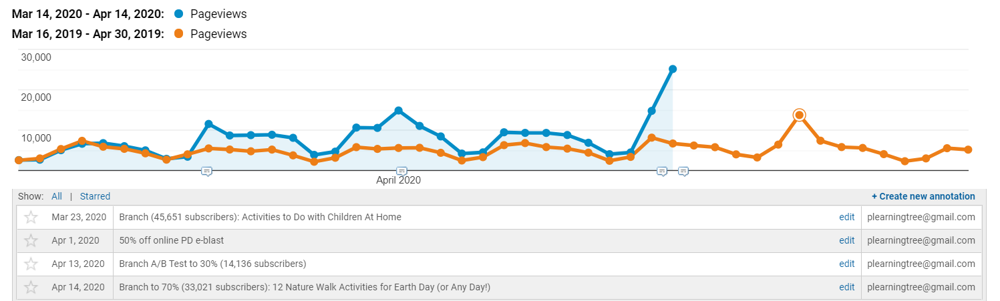 Mar 14, 2020 - Apr 14, 2020: Pageviews
Mar 16, 2019 - Apr 30, 2019: Pageviews
30,000
20,000
10,000
April 2020
Show: All | Starred + Create new annotation
Mar 23, 2020 Branch (45,651 subscribers): Activities to Do with Children At Home edit plearningtree@gmail.com
Apr 1, 2020 50% off online PD e-blast edit plearningtree@gmail.com
Apr 13, 2020 Branch A/B Test to 30% (14,136 subscribers) edit plearningtree@gmail.com
Apr 14, 2020 Branch to 70% (33,021 subscribers): 12 Nature Walk Activities for Earth Day (or Any Day!) edit plearningtree@gmail.com